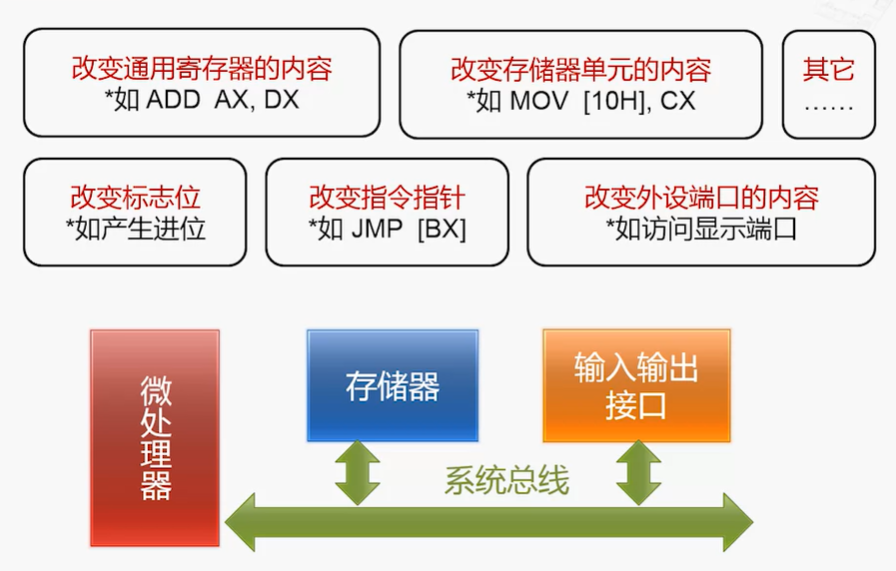 改变通用寄存器的内容
*如 ADD AX, DX
改变存储器单元的内容
*如 MOV [10H], CX
其它
……
改变标志位
*如产生进位
改变指令指针
*如 JMP [BX]
改变外设端口的内容
*如访问显示端口
微处理器
存储器
输入输出
接口
系统总线